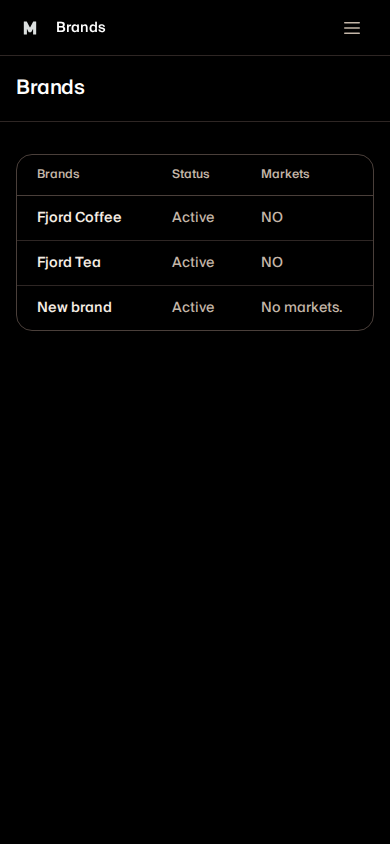 M Brands
Brands
Brands Status Markets
Fjord Coffee Active NO
Fjord Tea Active NO
New brand Active No markets.